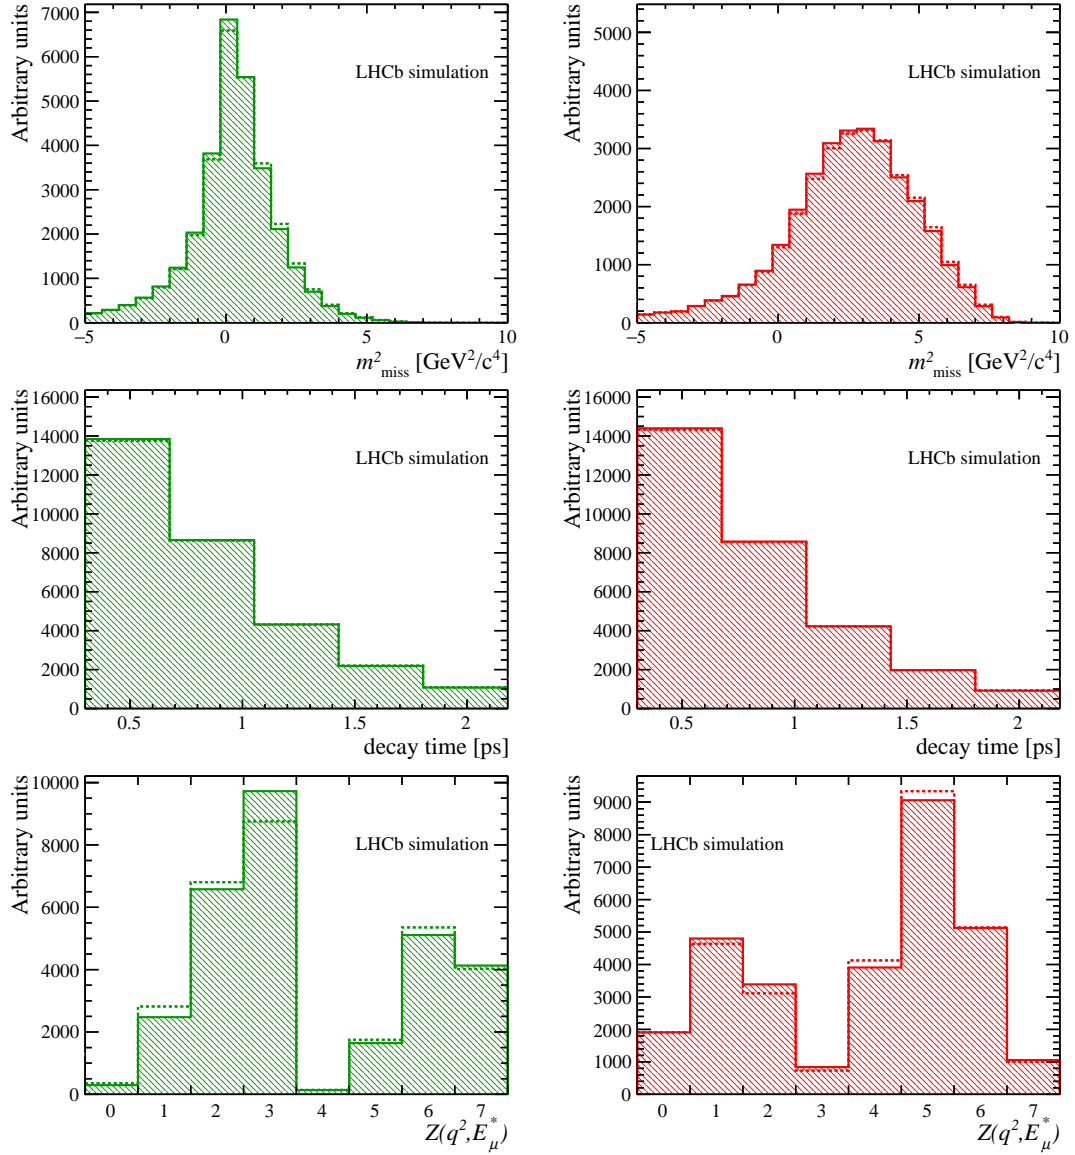 Arbitrary units
7000
6000
5000
4000
3000
2000
1000
0
LHCb simulation
−5 0 5 10
m²miss [GeV²/c⁴]
Arbitrary units
5000
4000
3000
2000
1000
0
LHCb simulation
−5 0 5 10
m²miss [GeV²/c⁴]
Arbitrary units
16000
14000
12000
10000
8000
6000
4000
2000
0
LHCb simulation
0.5 1 1.5 2
decay time [ps]
Arbitrary units
16000
14000
12000
10000
8000
6000
4000
2000
0
LHCb simulation
0.5 1 1.5 2
decay time [ps]
Arbitrary units
10000
8000
6000
4000
2000
0
LHCb simulation
0 1 2 3 4 5 6 7
Z(q²,E*μ)
Arbitrary units
9000
8000
7000
6000
5000
4000
3000
2000
1000
0
LHCb simulation
0 1 2 3 4 5 6 7
Z(q²,E*μ)